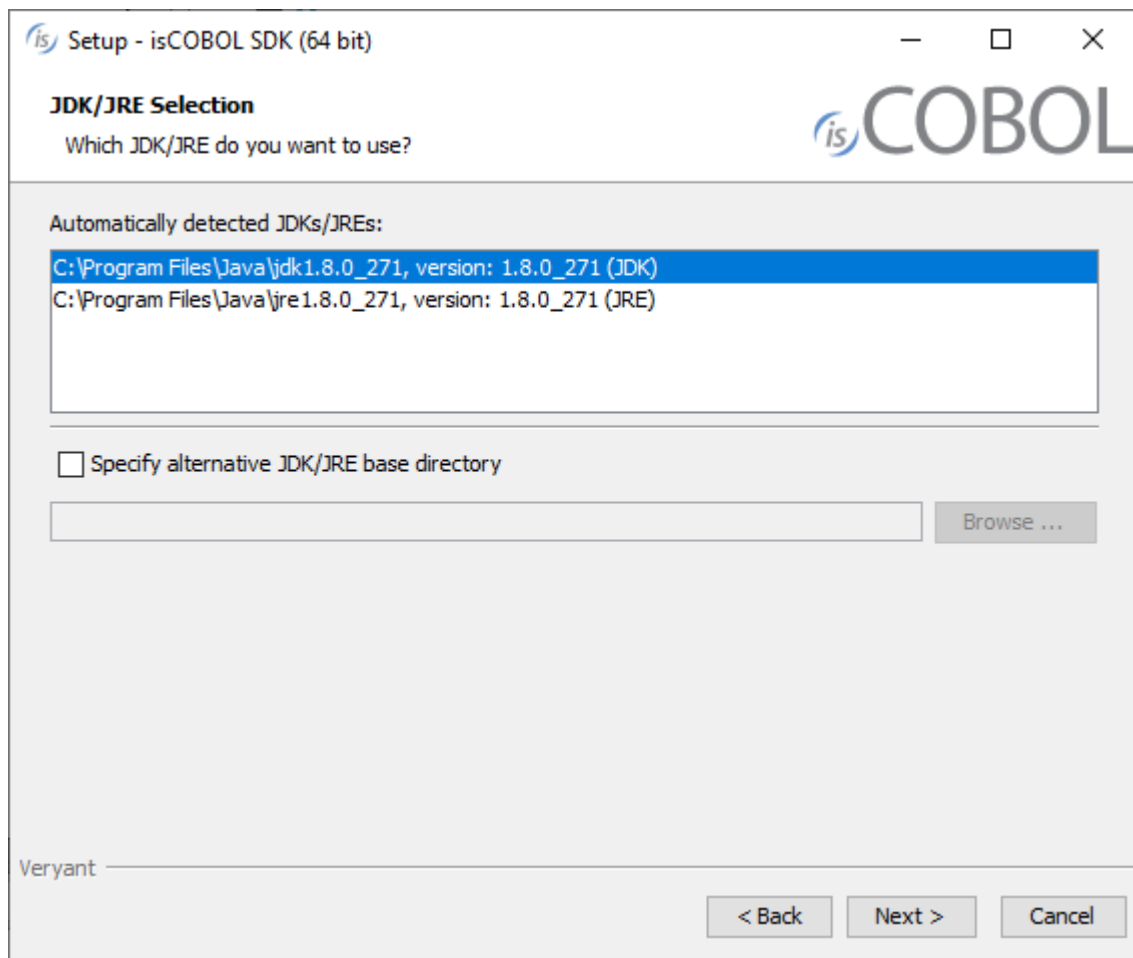 is Setup - isCOBOL SDK (64 bit)
JDK/JRE Selection
Which JDK/JRE do you want to use?
isCOBOL
Automatically detected JDKs/JREs:
C:\Program Files\Java\jdk1.8.0_271, version: 1.8.0_271 (JDK)
C:\Program Files\Java\jre1.8.0_271, version: 1.8.0_271 (JRE)
Specify alternative JDK/JRE base directory
Browse ...
Veryant
< Back Next > Cancel